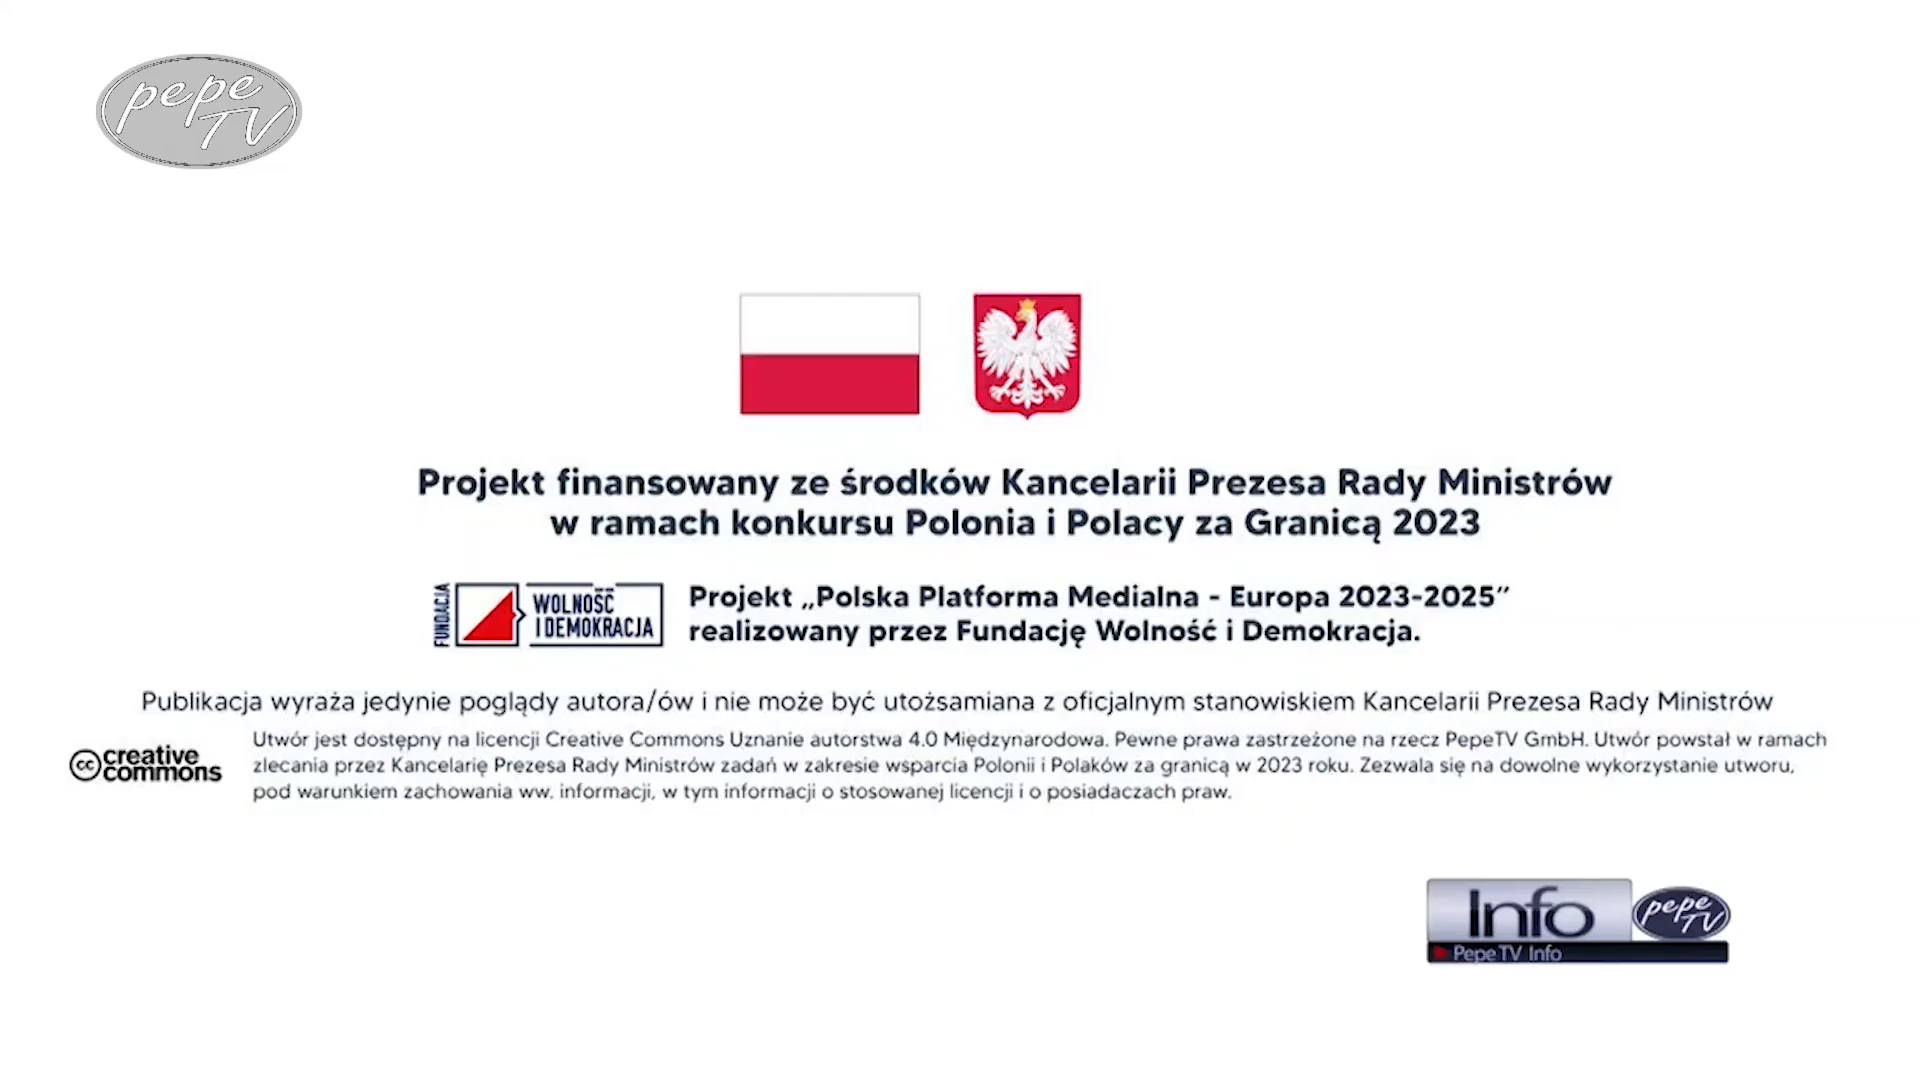 pepe
TV
Projekt finansowany ze środków Kancelarii Prezesa Rady Ministrów
w ramach konkursu Polonia i Polacy za Granicą 2023
FUNDACJA
WOLNOŚĆ
I DEMOKRACJA
Projekt „Polska Platforma Medialna - Europa 2023-2025”
realizowany przez Fundację Wolność i Demokracja.
Publikacja wyraża jedynie poglądy autora/ów i nie może być utożsamiana z oficjalnym stanowiskiem Kancelarii Prezesa Rady Ministrów
cc creative
commons
Utwór jest dostępny na licencji Creative Commons Uznanie autorstwa 4.0 Międzynarodowa. Pewne prawa zastrzeżone na rzecz PepeTV GmbH. Utwór powstał w ramach
zlecania przez Kancelarię Prezesa Rady Ministrów zadań w zakresie wsparcia Polonii i Polaków za granicą w 2023 roku. Zezwala się na dowolne wykorzystanie utworu,
pod warunkiem zachowania ww. informacji, w tym informacji o stosowanej licencji i o posiadaczach praw.
Info
pepe
TV
Pepe TV Info